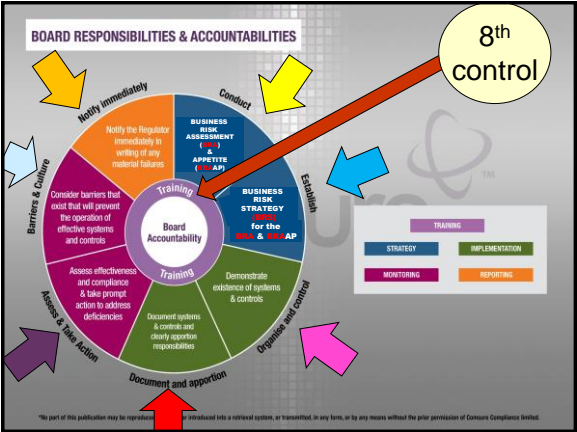 BOARD RESPONSIBILITIES & ACCOUNTABILITIES
8th
control
Notify immediately
Notify the Regulator
immediately in
writing of any
material failures
Conduct
BUSINESS
RISK
ASSESSMENT
(BRA)
&
APPETITE
(BRAAP)
Establish
BUSINESS
RISK
STRATEGY
(BRS)
for the
BRA & BRAAP
Barriers & Culture
Consider barriers that
exist that will prevent
the operation of
effective systems
and controls
Training
Board
Accountability
Training
Assess effectiveness
and compliance
& take prompt
action to address
deficiencies
Assess & Take Action
Document systems
& controls and
clearly apportion
responsibilities
Document and apportion
Demonstrate
existence of systems
& controls
Organise and control
TRAINING
STRATEGY
IMPLEMENTATION
MONITORING
REPORTING
*No part of this publication may be reproduced or introduced into a retrieval system, or transmitted, in any form, or by any means without the prior permission of Comsure Compliance limited.